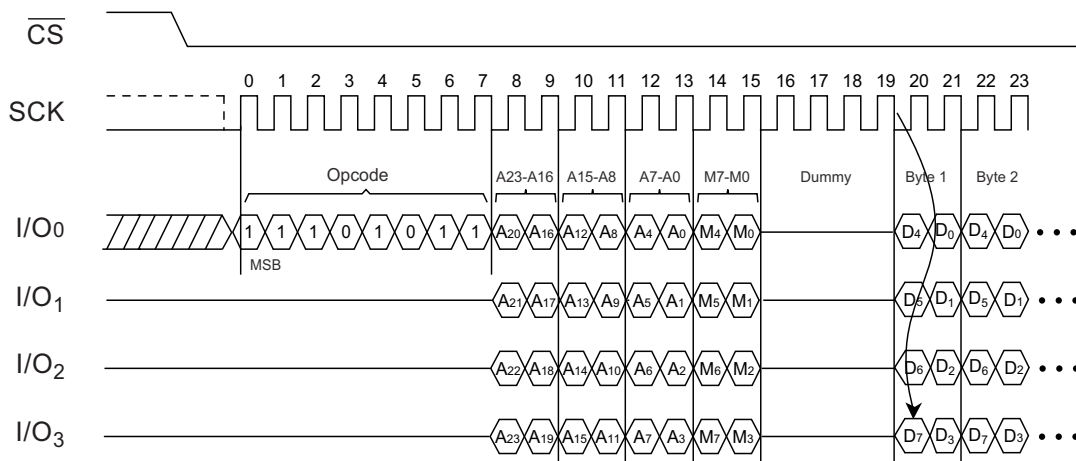 CS
0 1 2 3 4 5 6 7 8 9 10 11 12 13 14 15 16 17 18 19 20 21 22 23
SCK
Opcode A23-A16 A15-A8 A7-A0 M7-M0 Dummy Byte 1 Byte 2
I/O0 1 1 1 0 1 0 1 1 A20 A16 A12 A8 A4 A0 M4 M0 D4 D0 D4 D0 • • •
MSB
I/O1 A21 A17 A13 A9 A5 A1 M5 M1 D5 D1 D5 D1 • • •
I/O2 A22 A18 A14 A10 A6 A2 M6 M2 D6 D2 D6 D2 • • •
I/O3 A23 A19 A15 A11 A7 A3 M7 M3 D7 D3 D7 D3 • • •